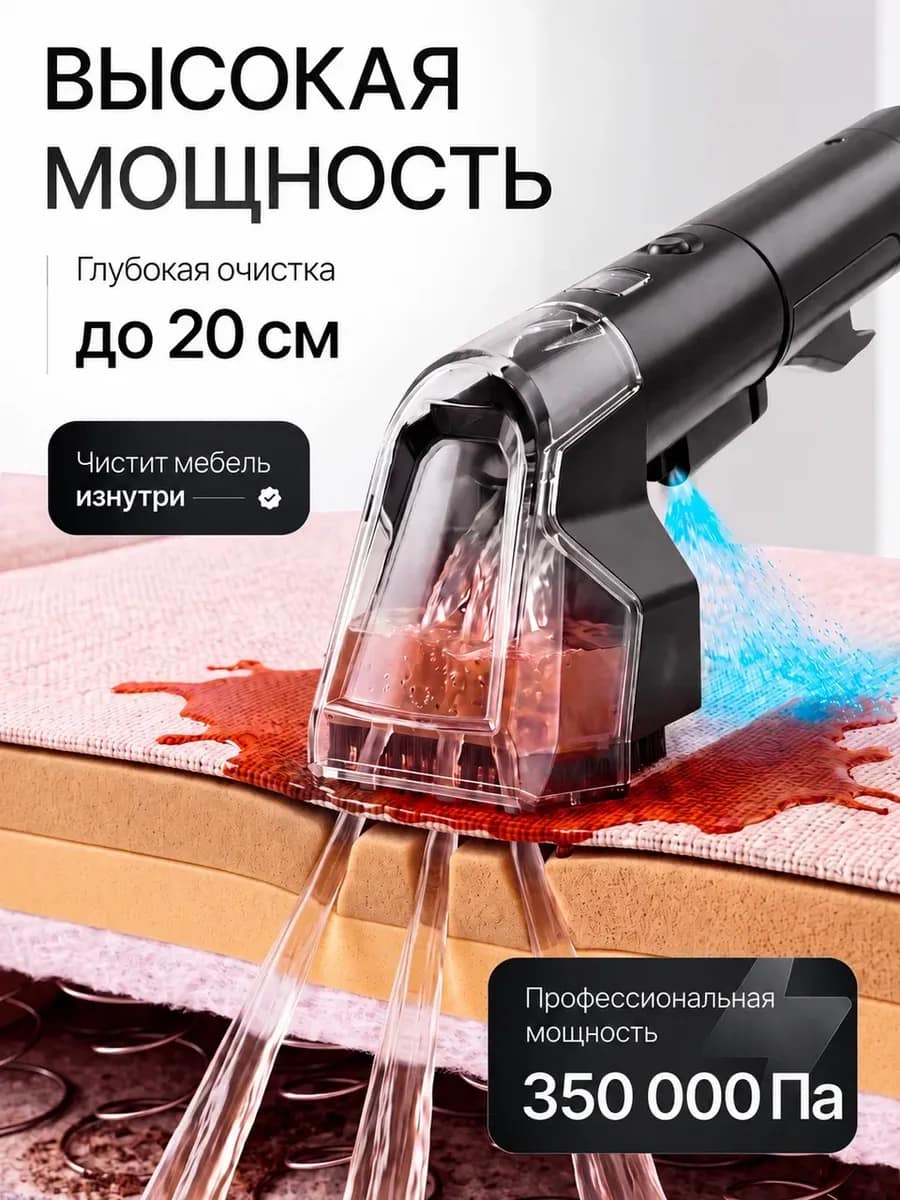 ВЫСОКАЯ
МОЩНОСТЬ
Глубокая очистка
до 20 см
Чистит мебель
изнутри
Профессиональная
мощность
350 000 Па